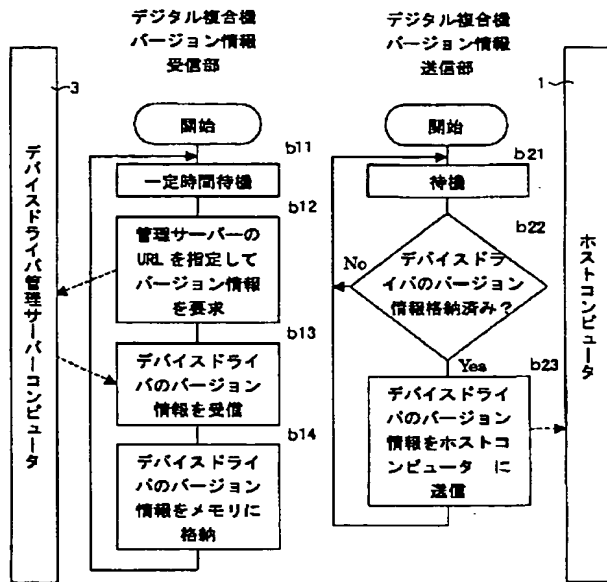 デジタル複合機
バージョン情報
受信部
デジタル複合機
バージョン情報
送信部
3
1
デバイスドライバ管理サーバーコンピュータ
開始
b11
一定時間待機
b12
管理サーバーの
URLを指定して
バージョン情報
を要求
b13
デバイスドライ
バのバージョン
情報を受信
b14
デバイスドライ
バのバージョン
情報をメモリに
格納
開始
b21
待機
b22
No
デバイスドラ
イバのバージョン
情報格納済み?
Yes
b23
デバイスドライ
バのバージョン
情報をホストコ
ンピュータ に
送信
ホストコンピュータ